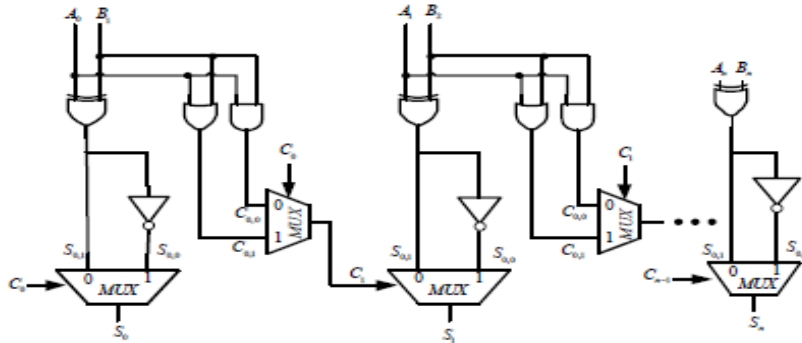 A₀ B₁ A₁ B₂
Aₙ Bₙ
C₀ C₁
C₀,₀ 0 C₀,₀ 0
MUX MUX
C₀,₁ 1 C₀,₁ 1
S₀,₁ S₀,₀ S₀,₁ S₀,₀ S₀,₁
C₀ 0 1 C₁ 0 1 Cₙ₋₁ 0 1
MUX MUX MUX
S₀ S₁ Sₙ